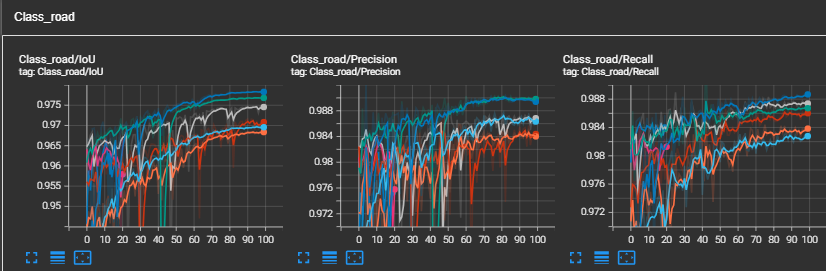 Class_road
Class_road/IoU
tag: Class_road/IoU
0.975
0.97
0.965
0.96
0.955
0.95
0 10 20 30 40 50 60 70 80 90 100
Class_road/Precision
tag: Class_road/Precision
0.988
0.984
0.98
0.976
0.972
0 10 20 30 40 50 60 70 80 90 100
Class_road/Recall
tag: Class_road/Recall
0.988
0.984
0.98
0.976
0.972
0 10 20 30 40 50 60 70 80 90 100